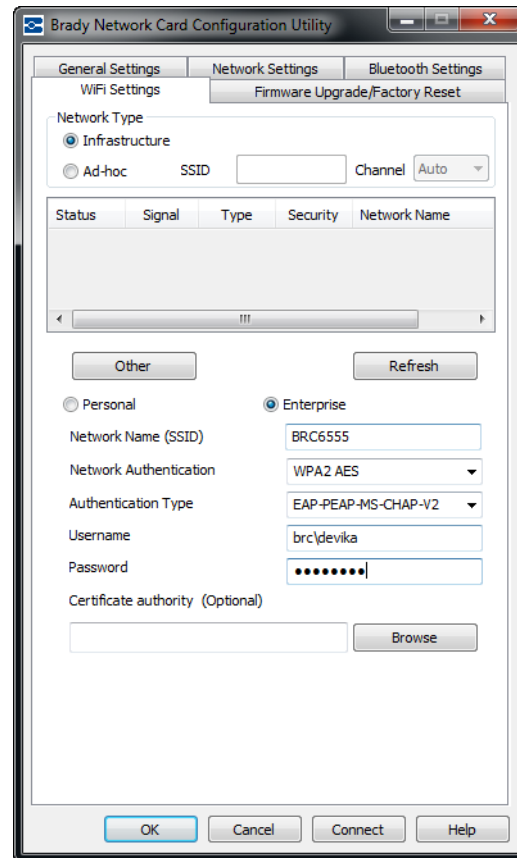 Brady Network Card Configuration Utility
General Settings Network Settings Bluetooth Settings
WiFi Settings Firmware Upgrade/Factory Reset
Network Type
Infrastructure
Ad-hoc SSID Channel Auto
Status Signal Type Security Network Name
Other Refresh
Personal Enterprise
Network Name (SSID) BRC6555
Network Authentication WPA2 AES
Authentication Type EAP-PEAP-MS-CHAP-V2
Username brc\devika
Password ●●●●●●●●
Certificate authority (Optional)
Browse
OK Cancel Connect Help